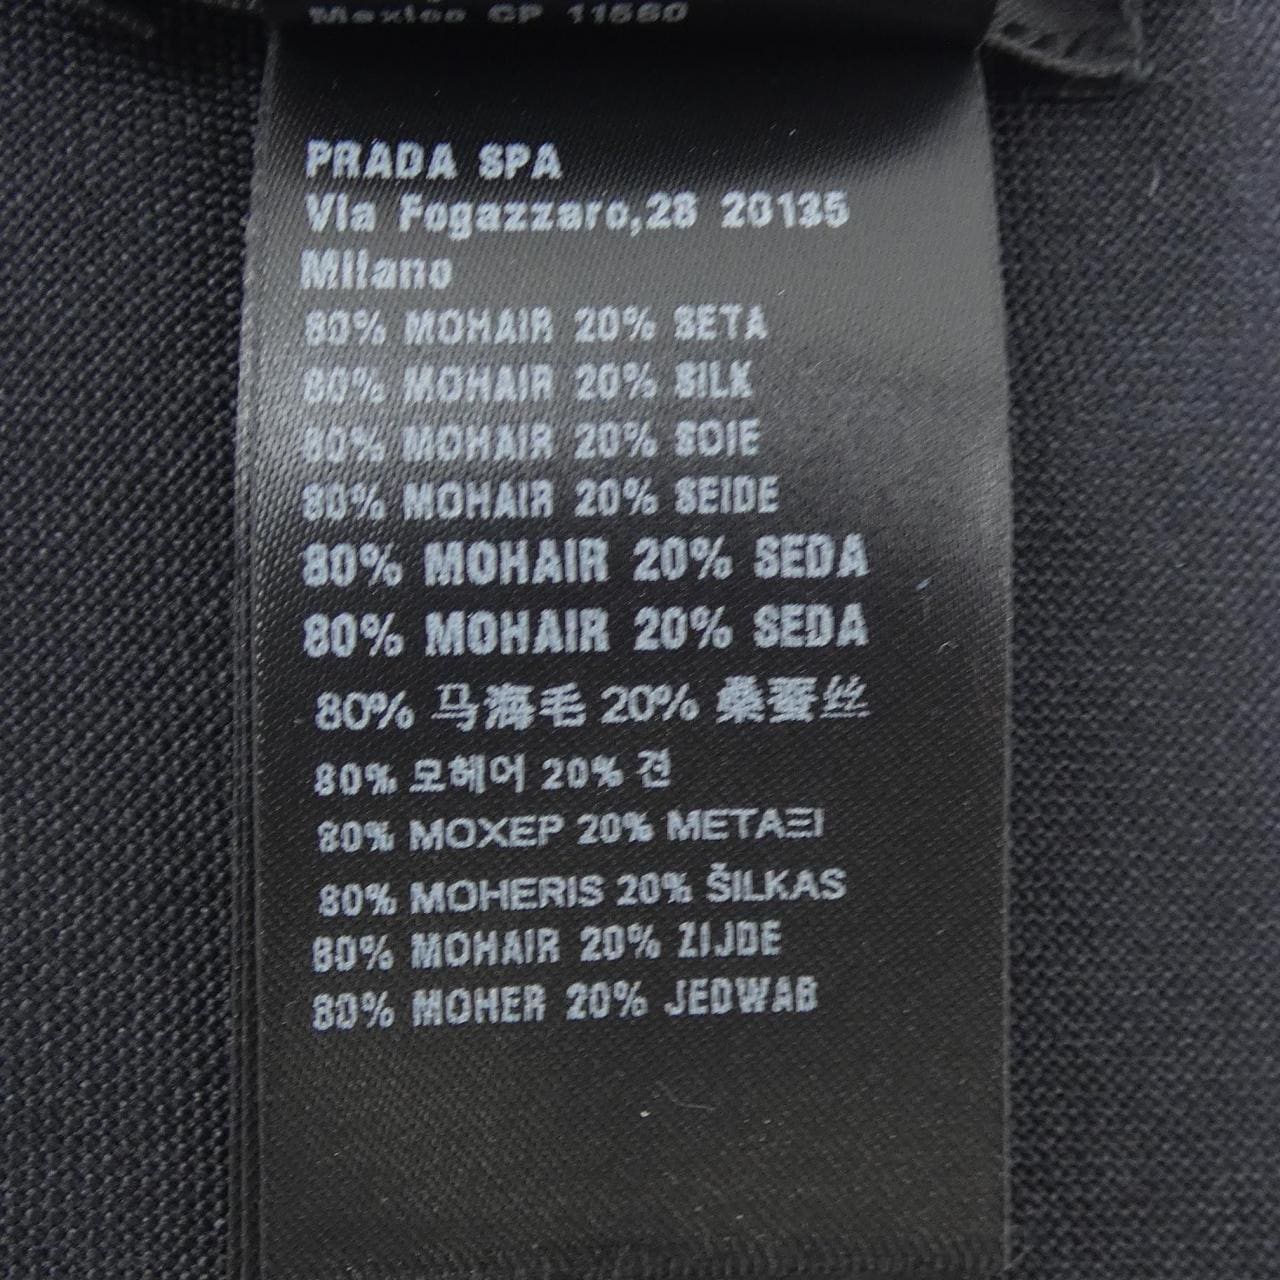 Mexico CP 11560
PRADA SPA
Via Fogazzaro,28 20135
Milano
80% MOHAIR 20% SETA
80% MOHAIR 20% SILK
80% MOHAIR 20% SOIE
80% MOHAIR 20% SEIDE
80% MOHAIR 20% SEDA
80% MOHAIR 20% SEDA
80% 马海毛 20% 桑蚕丝
80% 모헤어 20% 견
80% MOXEP 20% ΜΕΤΑΞΙ
80% MOHERIS 20% ŠILKAS
80% MOHAIR 20% ZIJDE
80% MOHER 20% JEDWAB